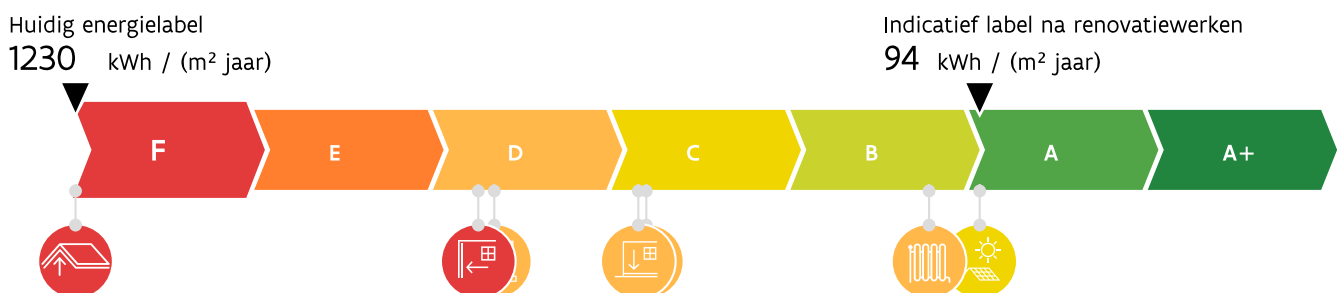 Huidig energielabel
1230 kWh / (m² jaar)
Indicatief label na renovatiewerken
94 kWh / (m² jaar)
F E D C B A A+